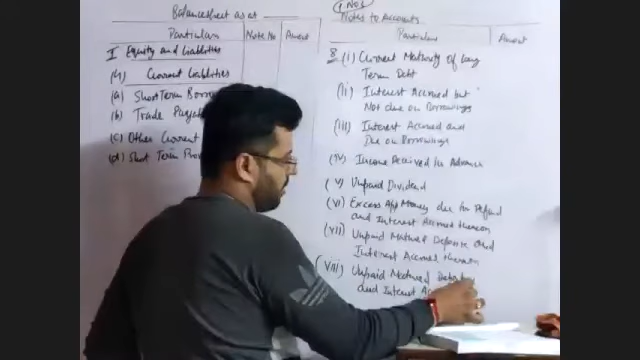 Balancesheet as at
Particulars Note No Amount
I Equity and Liabilities
(4) Current Liabilities
(a) Short Term
(b) Trade
(c) Other Current
(d) Short Term
Notes to Accounts
Particulars Amount
8 (i) Current Maturity of Long
Term Debt
(ii) Interest Accrued but
Not due on Borrowings
(iii) Interest Accrued and
Due on Borrowings
(iv) Income Received in Advance
(v) Unpaid Dividend
(vi) Excess App Money due for Refund
and Interest Accrued thereon
(vii) Unpaid Matured Deposite and
Interest Accrued thereon
(viii) Unpaid Matured
and Interest